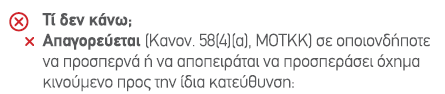 Τί δεν κάνω;
Απαγορεύεται (Κανον. 58(4)(α), ΜΟΤΚΚ) σε οποιονδήποτε
να προσπερνά ή να αποπειράται να προσπεράσει όχημα
κινούμενο προς την ίδια κατεύθυνση: